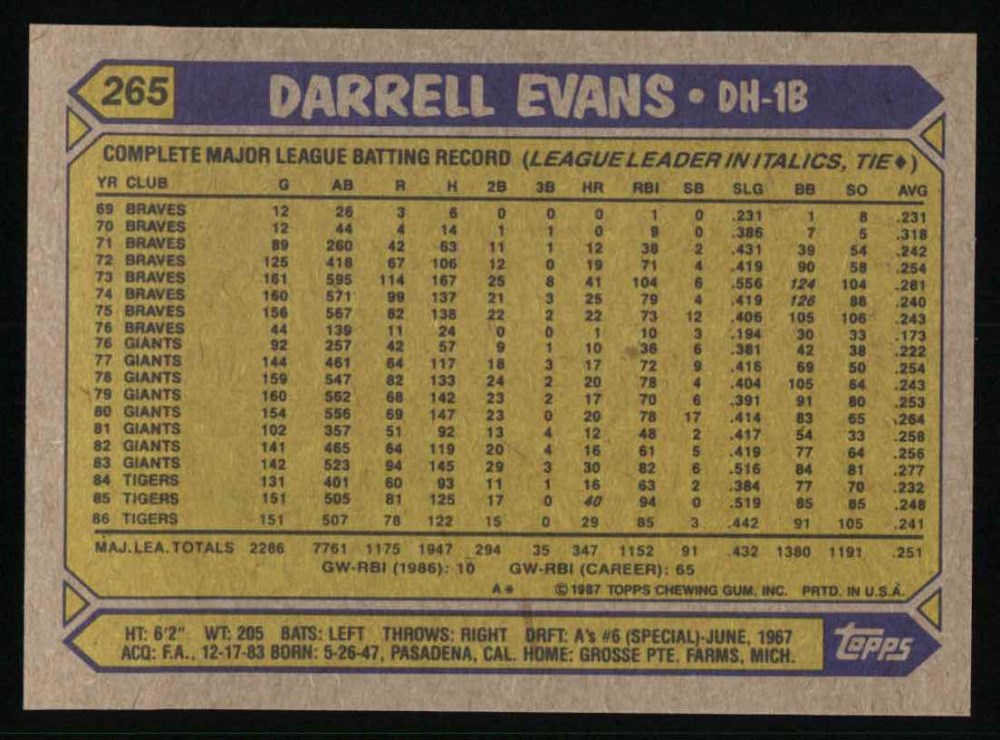 265 DARRELL EVANS • DH-1B
COMPLETE MAJOR LEAGUE BATTING RECORD (LEAGUE LEADER IN ITALICS, TIE♦)
YR CLUB G AB R H 2B 3B HR RBI SB SLG BB SO AVG
69 BRAVES 12 26 3 6 0 0 0 1 0 .231 1 8 .231
70 BRAVES 12 44 4 14 1 1 0 9 0 .386 7 5 .318
71 BRAVES 89 260 42 63 11 1 12 38 2 .431 39 54 .242
72 BRAVES 125 418 67 106 12 0 19 71 4 .419 90 58 .254
73 BRAVES 161 595 114 167 25 8 41 104 6 .556 124 104 .281
74 BRAVES 160 571 99 137 21 3 25 79 4 .419 126 88 .240
75 BRAVES 156 567 82 138 22 2 22 73 12 .406 105 106 .243
76 BRAVES 44 139 11 24 0 0 1 10 3 .194 30 33 .173
76 GIANTS 92 257 42 57 9 1 10 36 6 .381 42 38 .222
77 GIANTS 144 461 64 117 18 3 17 72 9 .416 69 50 .254
78 GIANTS 159 547 82 133 24 2 20 78 4 .404 105 64 .243
79 GIANTS 160 562 68 142 23 2 17 70 6 .391 91 80 .253
80 GIANTS 154 556 69 147 23 0 20 78 17 .414 83 65 .264
81 GIANTS 102 357 51 92 13 4 12 48 2 .417 54 33 .258
82 GIANTS 141 465 64 119 20 4 16 61 5 .419 77 64 .256
83 GIANTS 142 523 94 145 29 3 30 82 6 .516 84 81 .277
84 TIGERS 131 401 60 93 11 1 16 63 2 .384 77 70 .232
85 TIGERS 151 505 81 125 17 0 40 94 0 .519 85 85 .248
86 TIGERS 151 507 78 122 15 0 29 85 3 .442 91 105 .241
MAJ. LEA. TOTALS 2286 7761 1175 1947 294 35 347 1152 91 .432 1380 1191 .251
GW-RBI (1986): 10 GW-RBI (CAREER): 65
A* ©1987 TOPPS CHEWING GUM, INC. PRTD. IN U.S.A.
HT: 6'2" WT: 205 BATS: LEFT THROWS: RIGHT DRFT: A's #6 (SPECIAL)-JUNE, 1967
ACQ: F.A., 12-17-83 BORN: 5-26-47, PASADENA, CAL. HOME: GROSSE PTE. FARMS, MICH.
topps